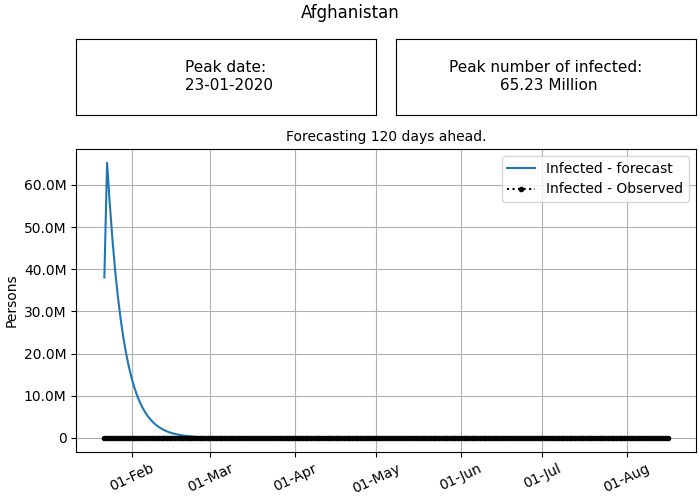 Afghanistan
Peak date:
23-01-2020
Peak number of infected:
65.23 Million
Forecasting 120 days ahead.
Infected - forecast
Infected - Observed
Persons
60.0M
50.0M
40.0M
30.0M
20.0M
10.0M
0
01-Feb
01-Mar
01-Apr
01-May
01-Jun
01-Jul
01-Aug